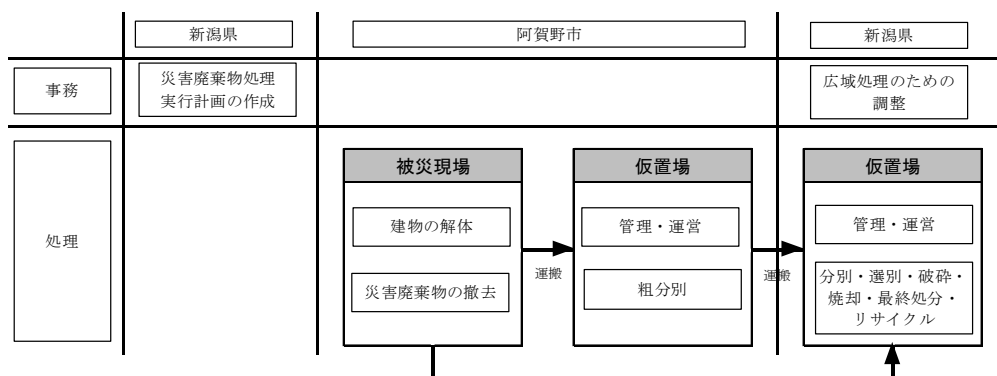 新潟県
阿賀野市
新潟県
事務
災害廃棄物処理
実行計画の作成
広域処理のための
調整
処理
被災現場
建物の解体
災害廃棄物の撤去
運搬
仮置場
管理・運営
粗分別
運搬
仮置場
管理・運営
分別・選別・破砕・
焼却・最終処分・
リサイクル